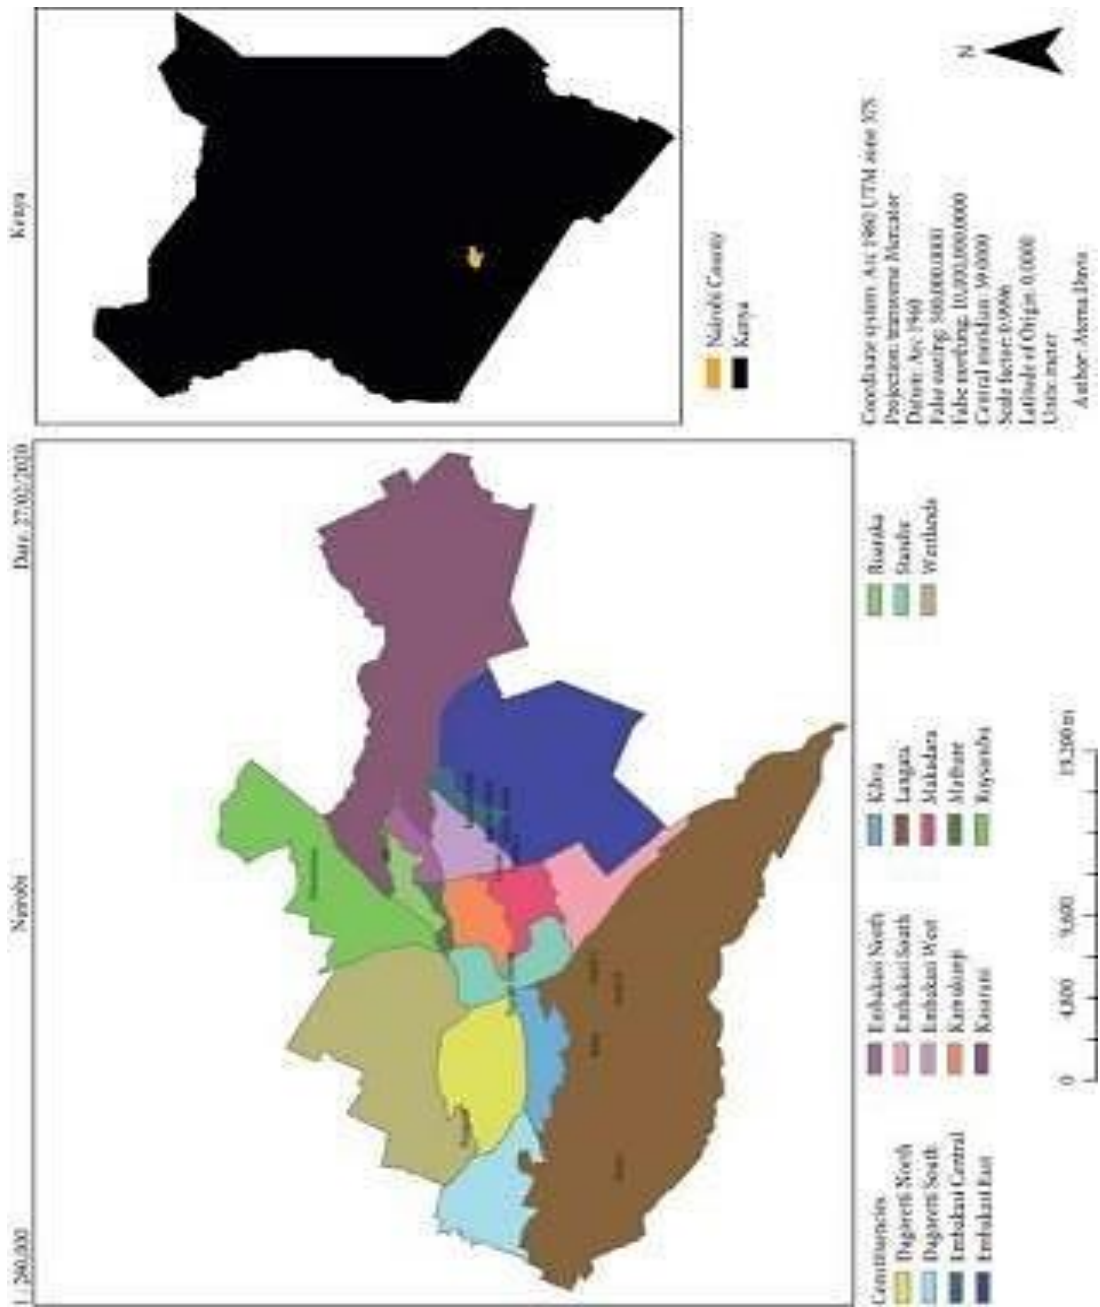 1 : 240,000
Nairobi
Date, 27/02/2020
Kenya
Nairobi County
Kenya
Constituencies
Dagoretti North
Dagoretti South
Embakasi Central
Embakasi East
Embakasi North
Embakasi South
Embakasi West
Kamukunji
Kasarani
Kibra
Langata
Makadara
Mathare
Roysambu
Ruaraka
Starehe
Westlands
0
4,800
9,600
19,200 m
N
Coordinate system: Arc 1960 UTM zone 37S
Projection: transverse Mercator
Datum: Arc 1960
False easting: 500,000.0000
False northing: 10,000,000.0000
Central meridian: 39.0000
Scale factor: 0.9996
Latitude of Origin: 0.0000
Units: meter
Author: